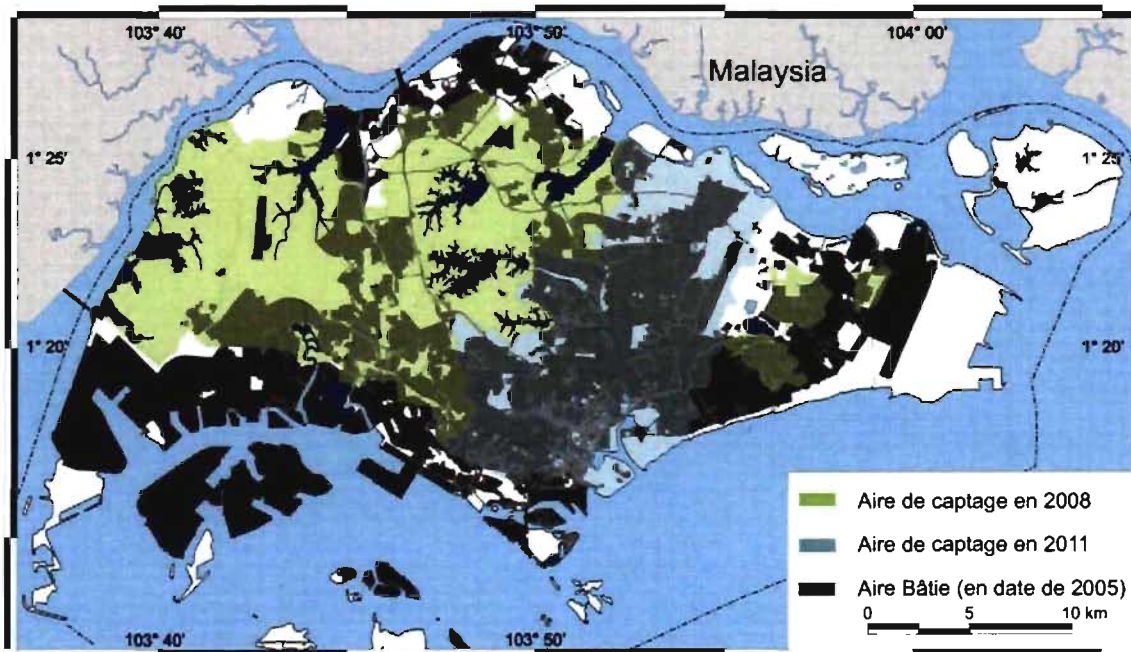 103° 40' 103° 50' 104° 00'
Malaysia
1° 25' 1° 25'
1° 20' 1° 20'
Aire de captage en 2008
Aire de captage en 2011
Aire Bâtie (en date de 2005)
0 5 10 km
103° 40' 103° 50'